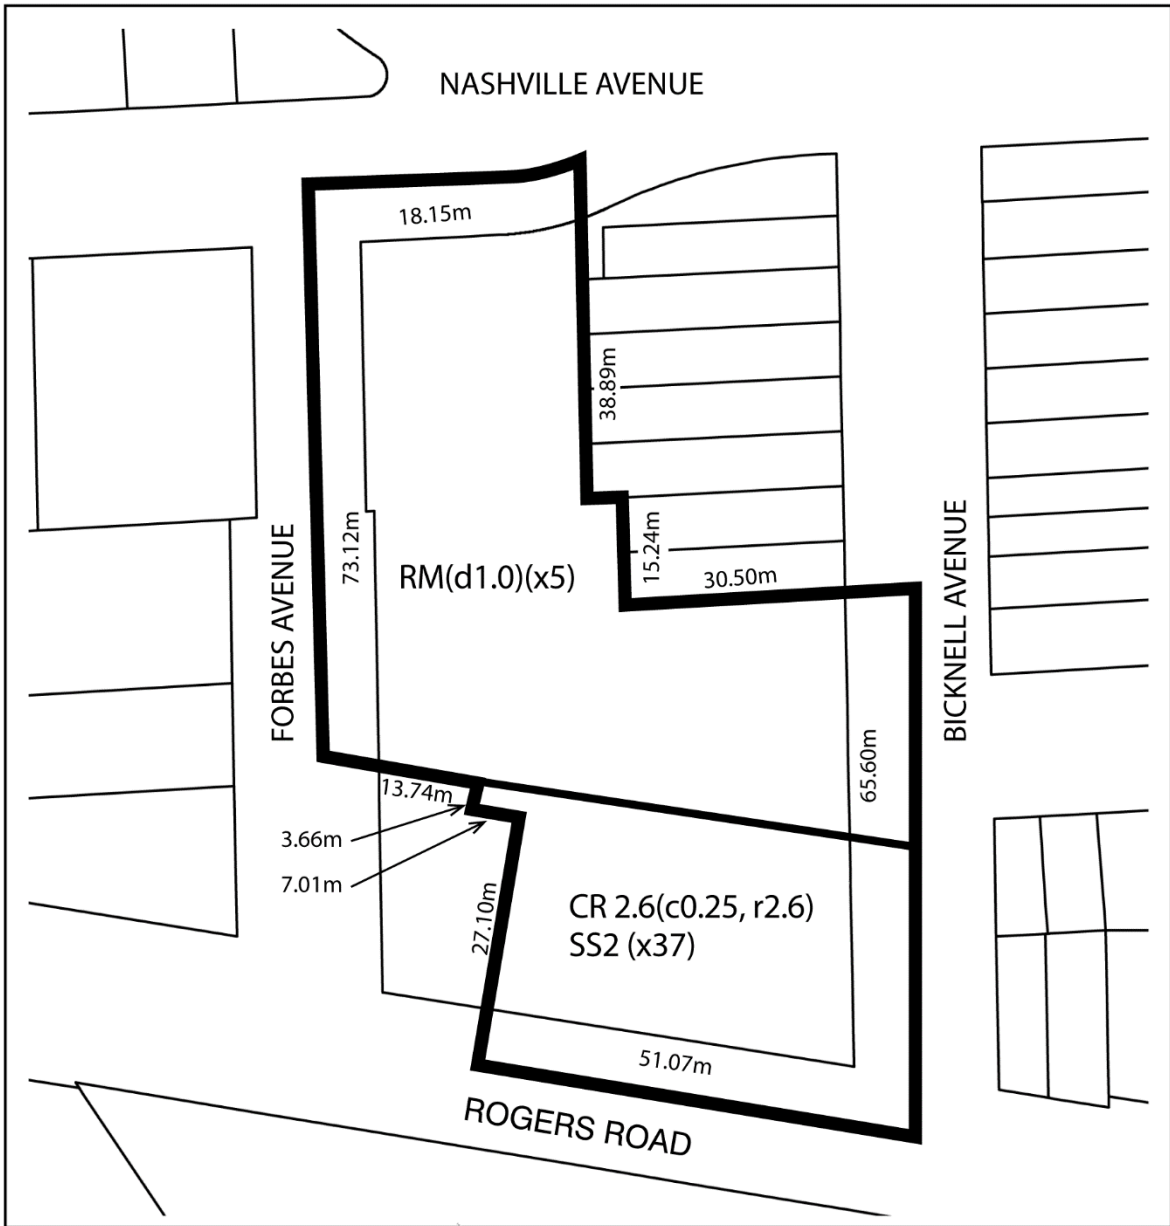 NASHVILLE AVENUE
18.15m
38.89m
73.12m
RM(d1.0)(x5)
15.24m
30.50m
FORBES AVENUE
BICKNELL AVENUE
65.60m
13.74m
3.66m
7.01m
27.10m
CR 2.6(c0.25, r2.6)
SS2 (x37)
51.07m
ROGERS ROAD